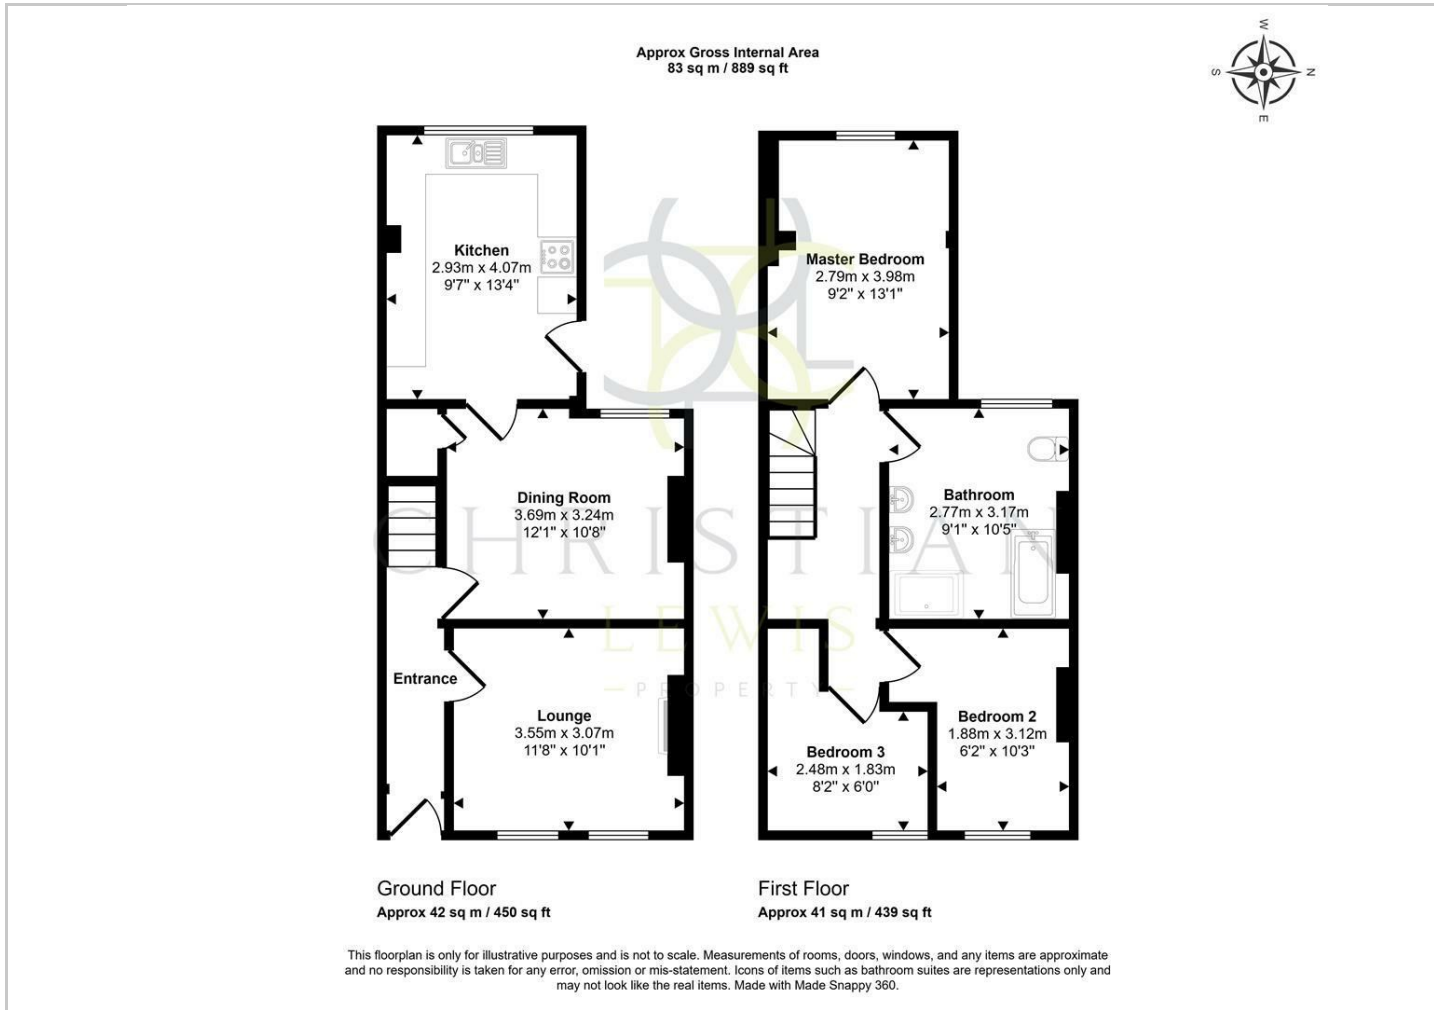 Approx Gross Internal Area
83 sq m / 889 sq ft
W
S
N
E
Kitchen
2.93m x 4.07m
9'7" x 13'4"
Master Bedroom
2.79m x 3.98m
9'2" x 13'1"
Dining Room
3.69m x 3.24m
12'1" x 10'8"
Bathroom
2.77m x 3.17m
9'1" x 10'5"
CHRISTIAN
LEWIS
PROPERTY
Entrance
Lounge
3.55m x 3.07m
11'8" x 10'1"
Bedroom 2
1.88m x 3.12m
6'2" x 10'3"
Bedroom 3
2.48m x 1.83m
8'2" x 6'0"
Ground Floor
Approx 42 sq m / 450 sq ft
First Floor
Approx 41 sq m / 439 sq ft
This floorplan is only for illustrative purposes and is not to scale. Measurements of rooms, doors, windows, and any items are approximate
and no responsibility is taken for any error, omission or mis-statement. Icons of items such as bathroom suites are representations only and
may not look like the real items. Made with Made Snappy 360.